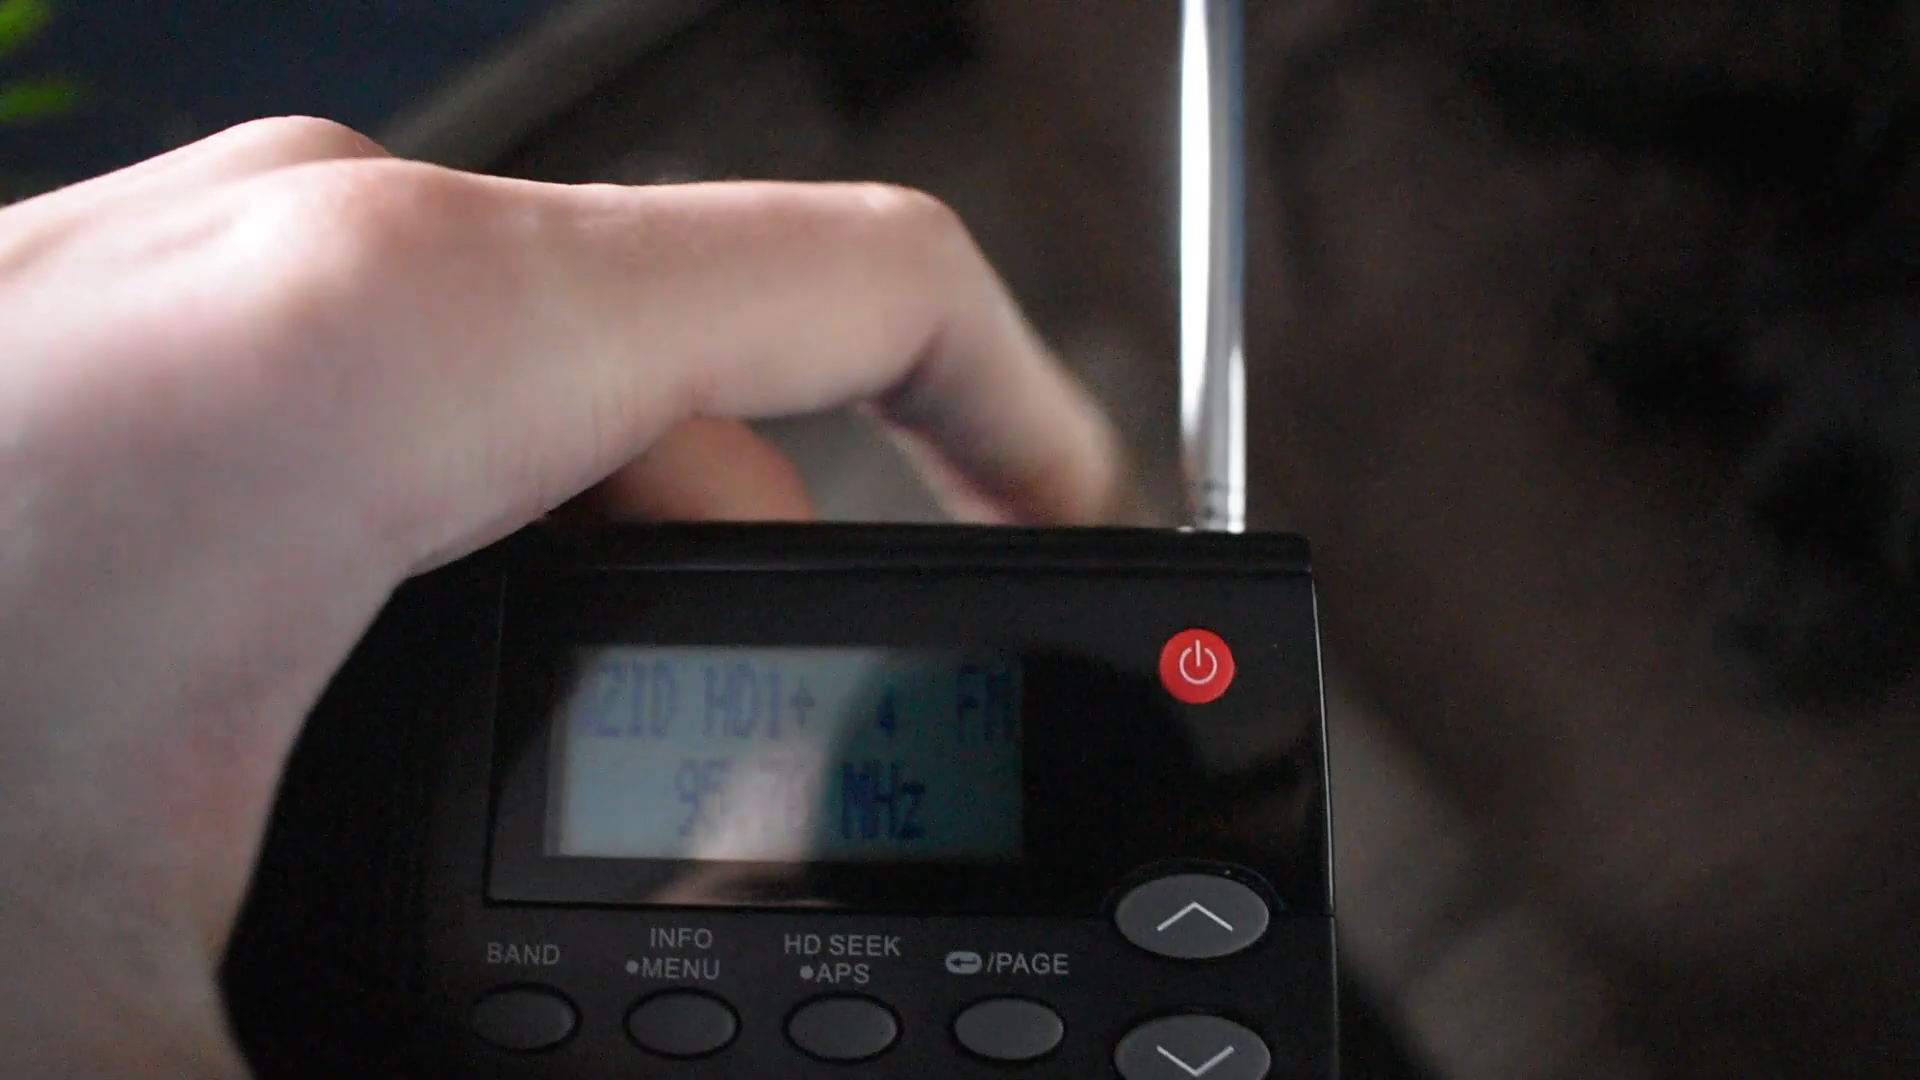 HD1+ FM
MHz
BAND
INFO
•MENU
HD SEEK
•APS
/PAGE